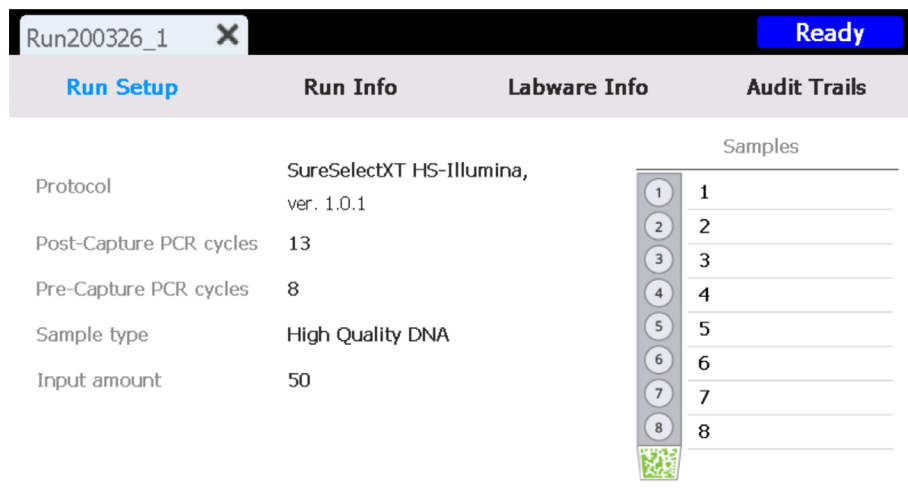 Run200326_1
Ready
Run Setup Run Info Labware Info Audit Trails
Samples
Protocol SureSelectXT HS-Illumina,
ver. 1.0.1
Post-Capture PCR cycles 13
Pre-Capture PCR cycles 8
Sample type High Quality DNA
Input amount 50
1 1
2 2
3 3
4 4
5 5
6 6
7 7
8 8